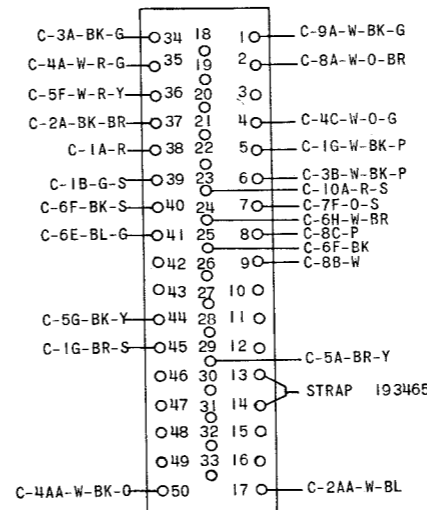 C-3A-BK-G 34 18 1 C-9A-W-BK-G
C-4A-W-R-G 35 19 2 C-8A-W-O-BR
C-5F-W-R-Y 36 20 3
C-2A-BK-BR 37 21 4 C-4C-W-O-G
C-1A-R 38 22 5 C-1G-W-BK-P
C-1B-G-S 39 23 6 C-3B-W-BK-P
C-10A-R-S
C-6F-BK-S 40 24 7 C-7F-O-S
C-6H-W-BR
C-6E-BL-G 41 25 8 C-8C-P
C-6F-BK
42 26 9 C-8B-W
43 27 10
C-5G-BK-Y 44 28 11
C-1G-BR-S 45 29 12
C-5A-BR-Y
46 30 13
STRAP 193465
47 31 14
48 32 15
49 33 16
C-4AA-W-BK-O 50 17 C-2AA-W-BL